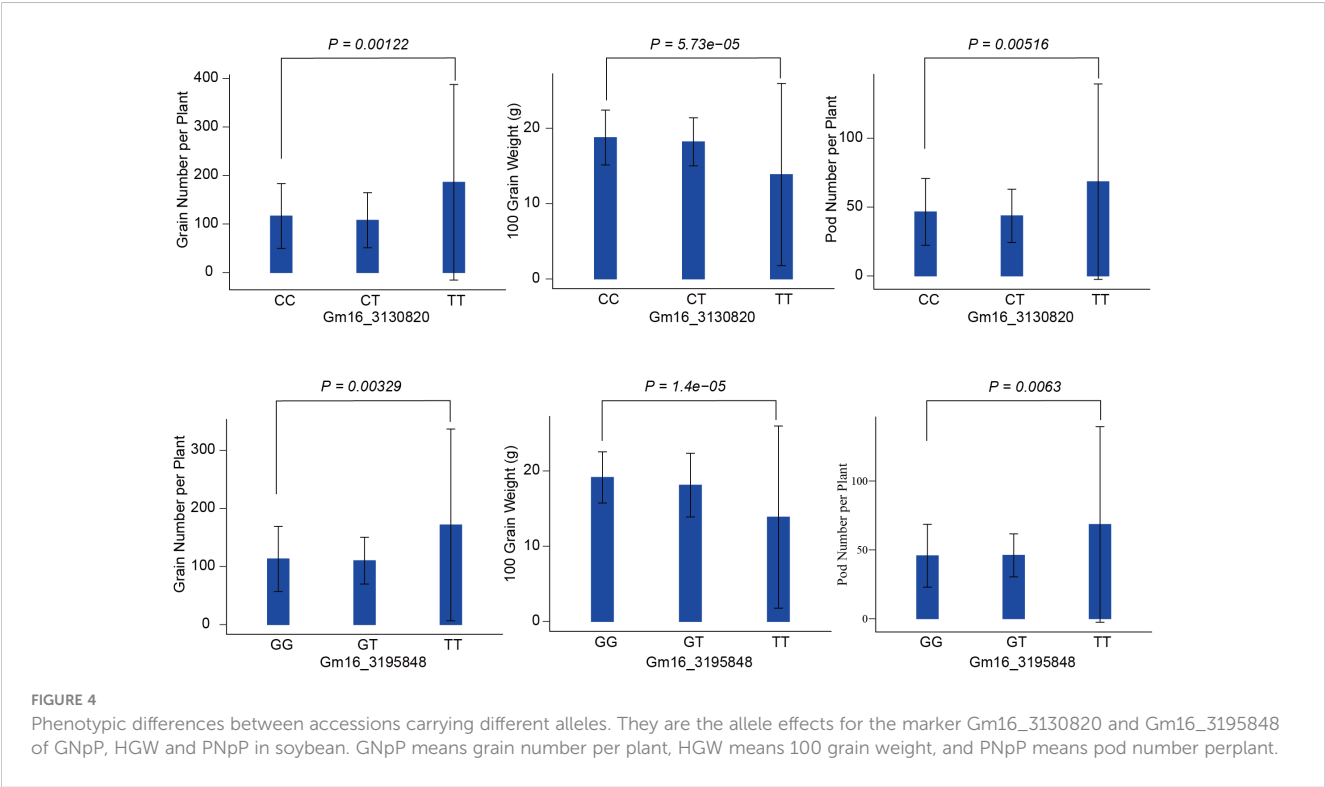 P = 0.00122
Grain Number per Plant
400
300
200
100
0
CC CT TT
Gm16_3130820
P = 5.73e−05
100 Grain Weight (g)
20
10
0
CC CT TT
Gm16_3130820
P = 0.00516
Pod Number per Plant
100
50
0
CC CT TT
Gm16_3130820
P = 0.00329
Grain Number per Plant
300
200
100
0
GG GT TT
Gm16_3195848
P = 1.4e−05
100 Grain Weight (g)
20
10
0
GG GT TT
Gm16_3195848
P = 0.0063
Pod Number per Plant
100
50
0
GG GT TT
Gm16_3195848
FIGURE 4
Phenotypic differences between accessions carrying different alleles. They are the allele effects for the marker Gm16_3130820 and Gm16_3195848
of GNpP, HGW and PNpP in soybean. GNpP means grain number per plant, HGW means 100 grain weight, and PNpP means pod number perplant.